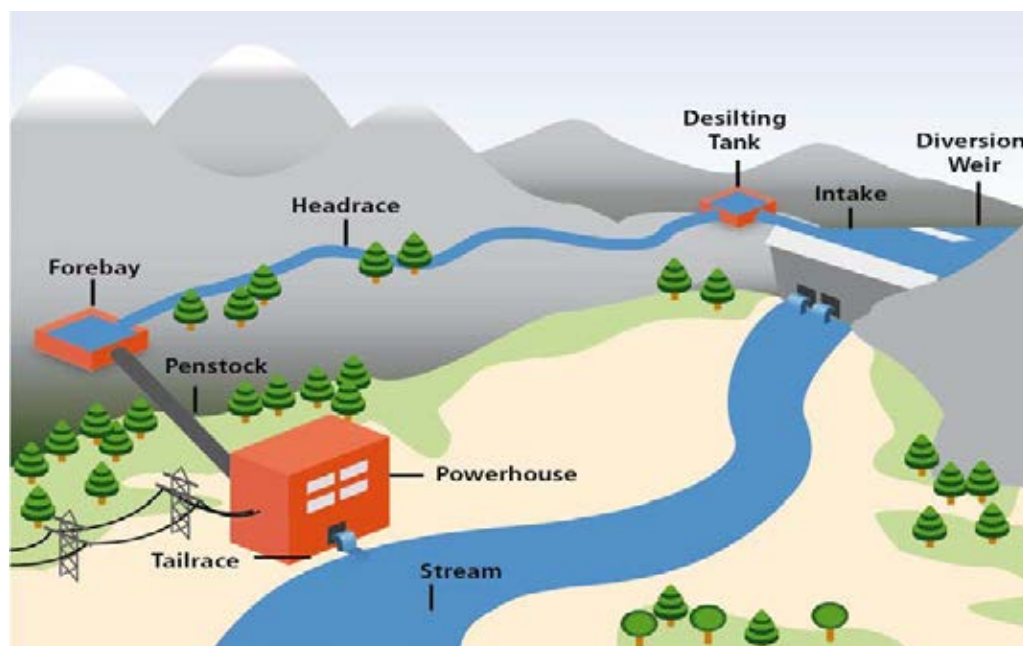 Desilting
Tank
Diversion
Weir
Intake
Headrace
Forebay
Penstock
Powerhouse
Tailrace
Stream